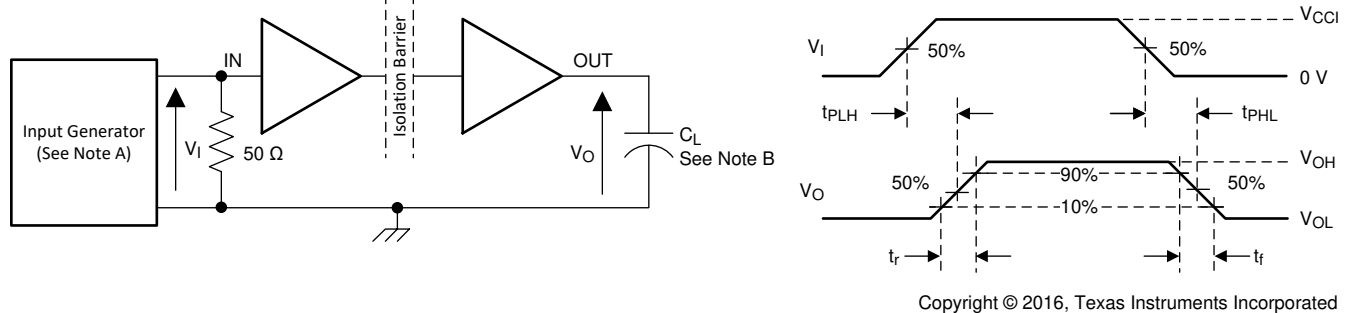 Input Generator
(See Note A)
V_I
50 Ω
IN
Isolation Barrier
OUT
V_O
C_L
See Note B
V_I
50%
50%
V_CCI
0 V
t_PLH
t_PHL
V_O
50%
90%
10%
50%
V_OH
V_OL
t_r
t_f
Copyright © 2016, Texas Instruments Incorporated